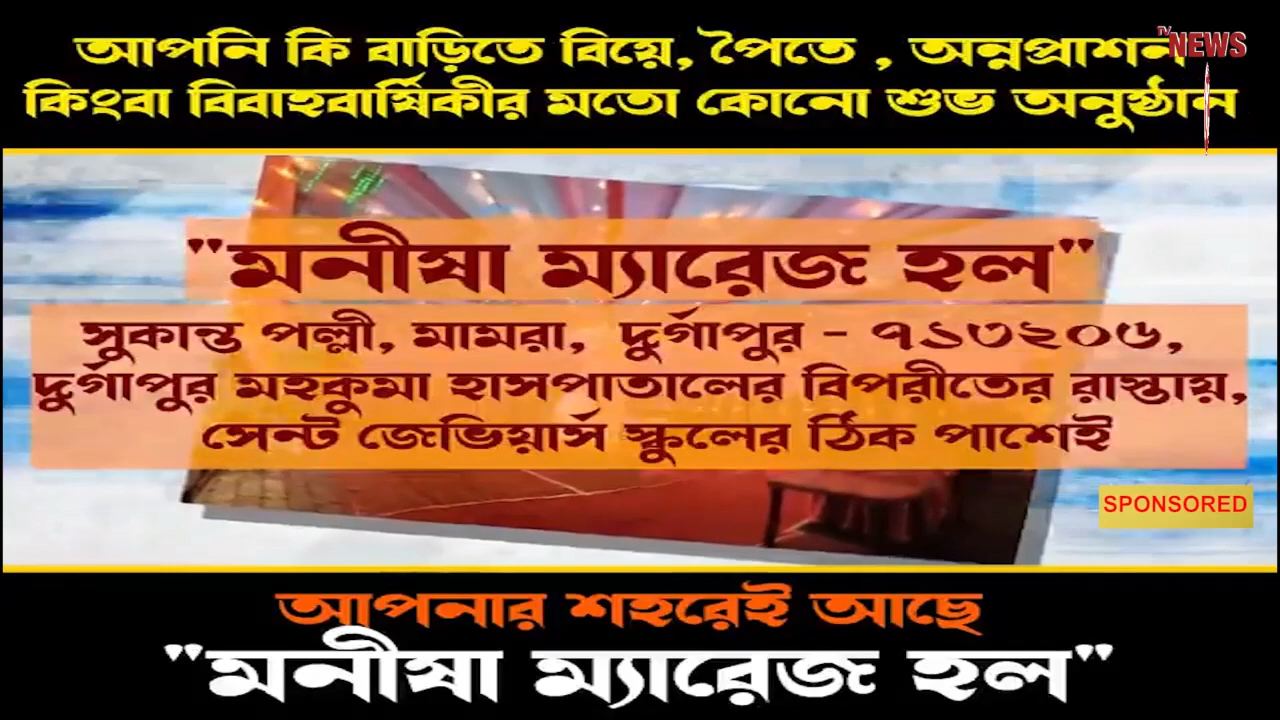 আপনি কি বাড়িতে বিয়ে, পৈতে , অন্নপ্রাশন
TV NEWS
কিংবা বিবাহবার্ষিকীর মতো কোনো শুভ অনুষ্ঠান
"মনীষা ম্যারেজ হল"
সুকান্ত পল্লী, মামরা, দুর্গাপুর - ৭১৩২০৬,
দুর্গাপুর মহকুমা হাসপাতালের বিপরীতের রাস্তায়,
সেন্ট জেভিয়ার্স স্কুলের ঠিক পাশেই
SPONSORED
আপনার শহরেই আছে
"মনীষা ম্যারেজ হল"